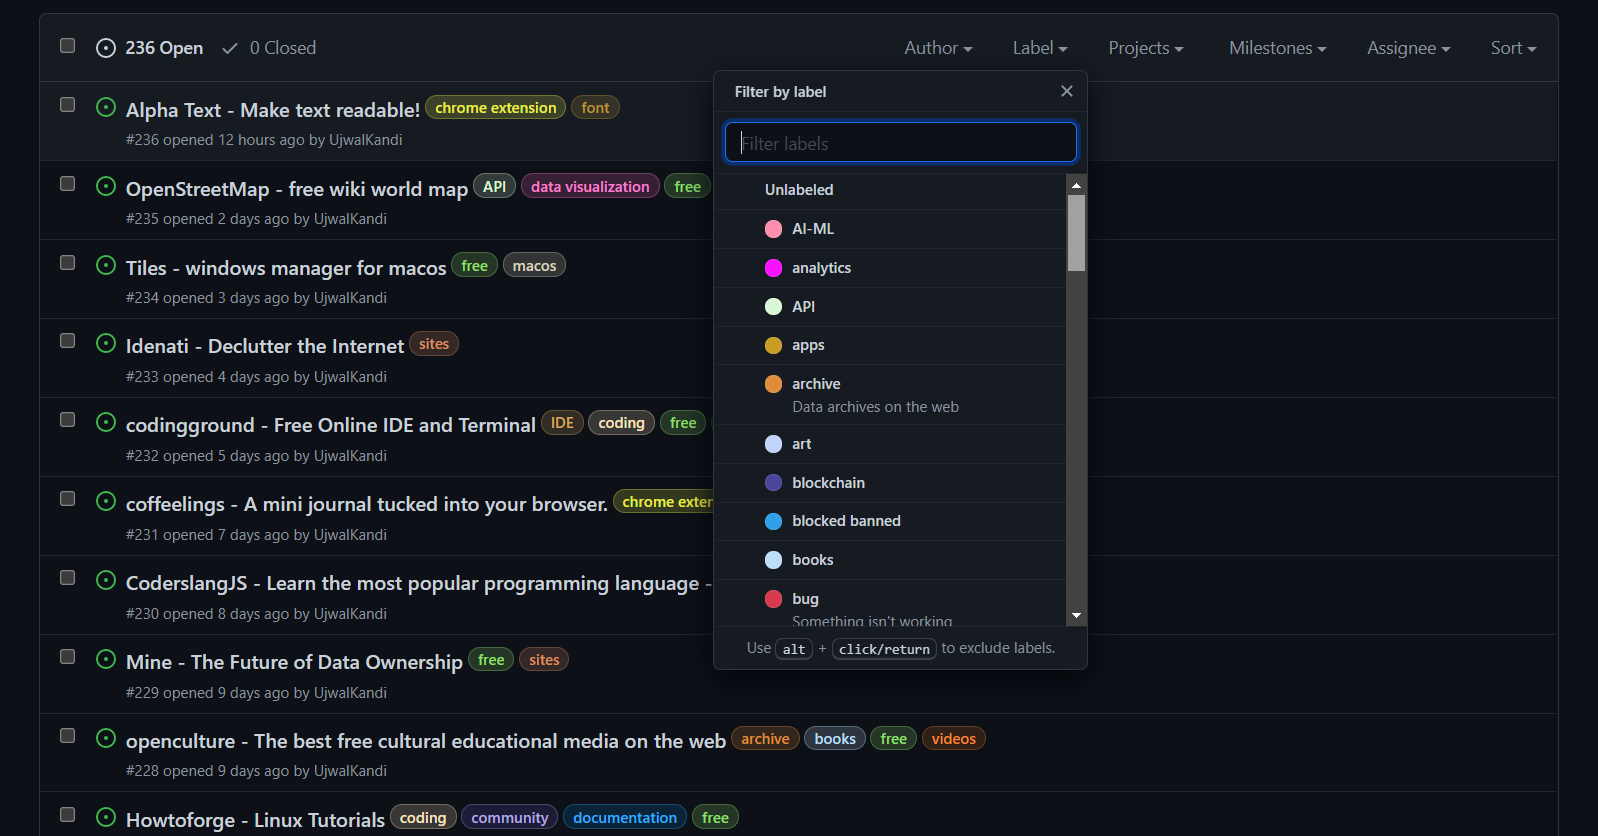 236 Open 0 Closed Author Label Projects Milestones Assignee Sort
Alpha Text - Make text readable! chrome extension font
#236 opened 12 hours ago by UjwalKandi
OpenStreetMap - free wiki world map API data visualization free
#235 opened 2 days ago by UjwalKandi
Tiles - windows manager for macos free macos
#234 opened 3 days ago by UjwalKandi
Idenati - Declutter the Internet sites
#233 opened 4 days ago by UjwalKandi
codingground - Free Online IDE and Terminal IDE coding free
#232 opened 5 days ago by UjwalKandi
coffeelings - A mini journal tucked into your browser. chrome exter
#231 opened 7 days ago by UjwalKandi
CoderslangJS - Learn the most popular programming language -
#230 opened 8 days ago by UjwalKandi
Mine - The Future of Data Ownership free sites
#229 opened 9 days ago by UjwalKandi
openculture - The best free cultural educational media on the web archive books free videos
#228 opened 9 days ago by UjwalKandi
Howtoforge - Linux Tutorials coding community documentation free
Filter by label
Filter labels
Unlabeled
AI-ML
analytics
API
apps
archive
Data archives on the web
art
blockchain
blocked banned
books
bug
Something isn't working
Use alt + click/return to exclude labels.